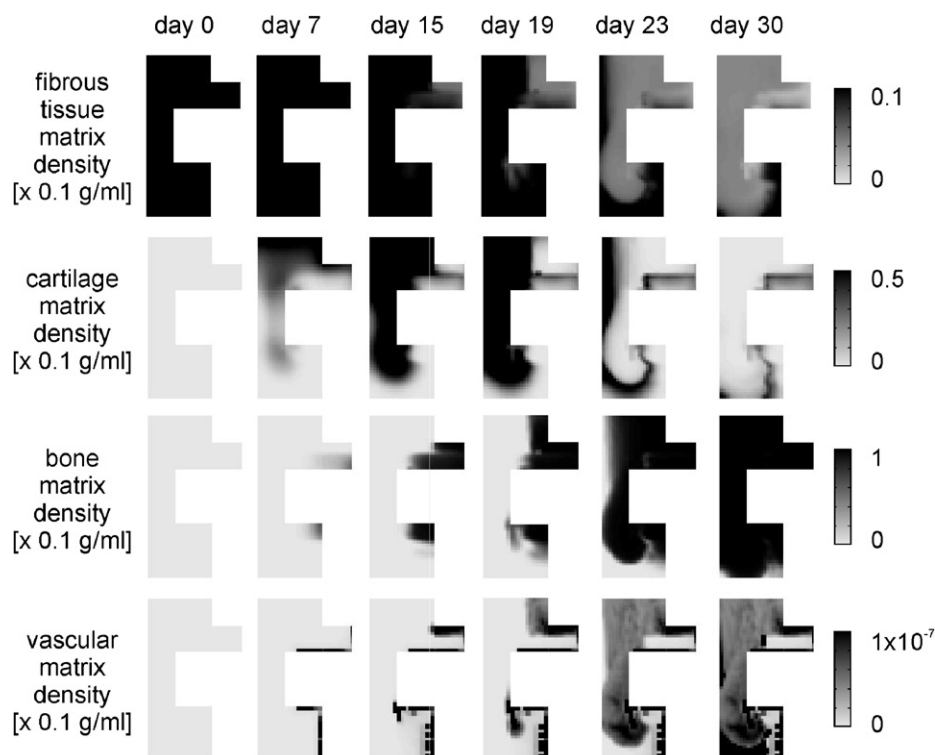 day 0 day 7 day 15 day 19 day 23 day 30
fibrous
tissue
matrix
density
[x 0.1 g/ml]
0.1
0
cartilage
matrix
density
[x 0.1 g/ml]
0.5
0
bone
matrix
density
[x 0.1 g/ml]
1
0
vascular
matrix
density
[x 0.1 g/ml]
1x10⁻⁷
0